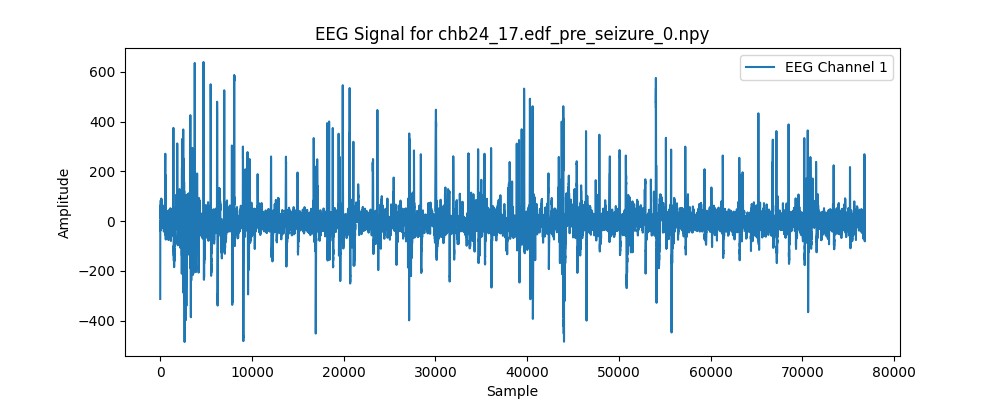 EEG Signal for chb24_17.edf_pre_seizure_0.npy
EEG Channel 1
Amplitude
600
400
200
0
−200
−400
0 10000 20000 30000 40000 50000 60000 70000 80000
Sample